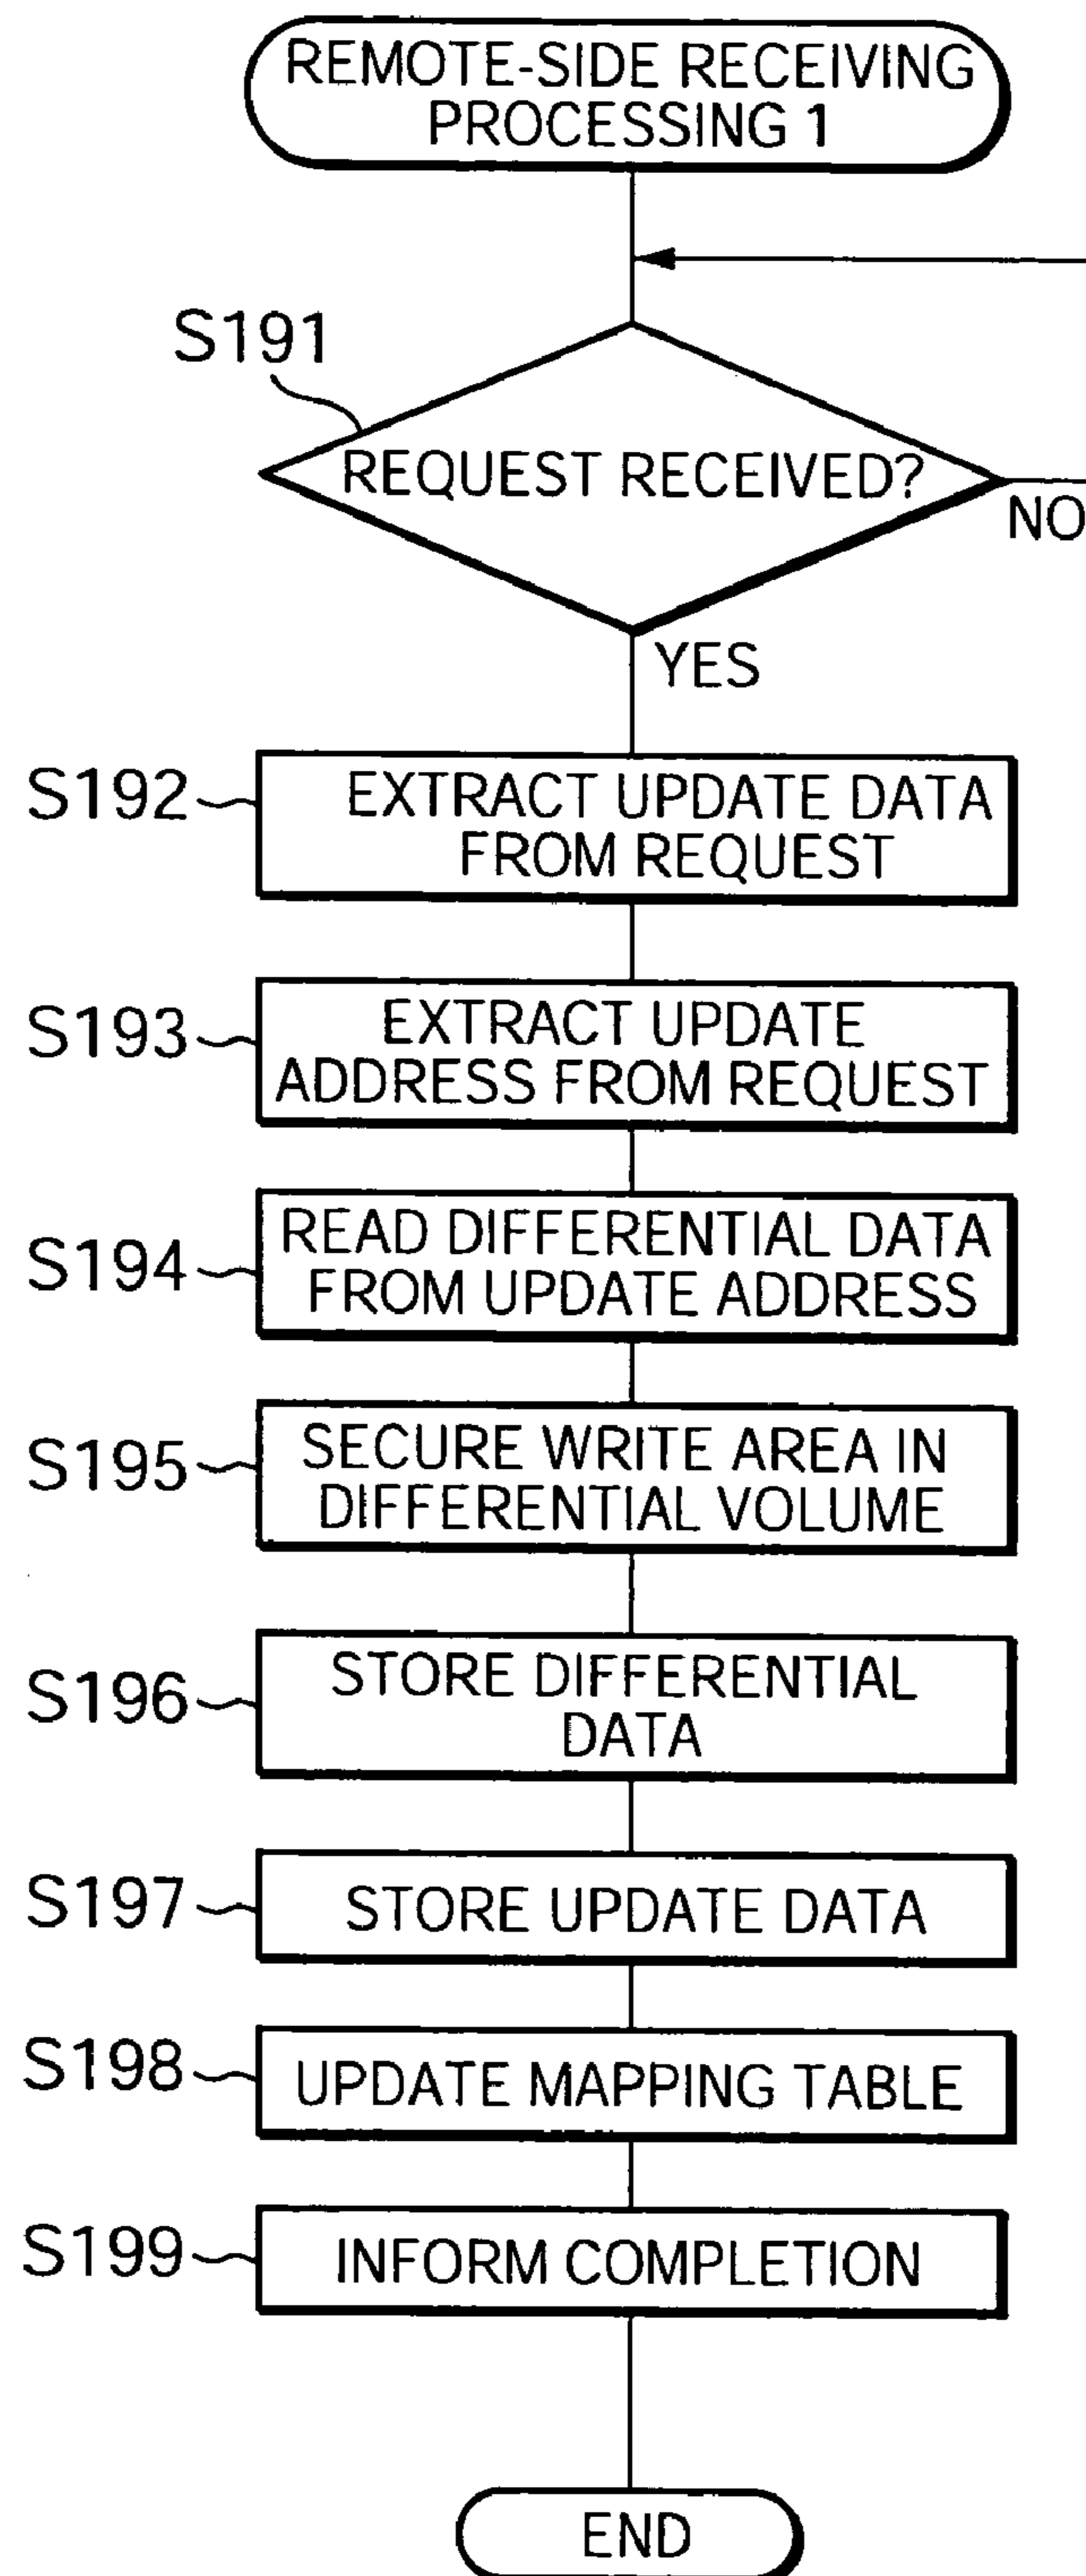 REMOTE-SIDE RECEIVING
PROCESSING 1
S191
REQUEST RECEIVED?
NO
YES
S192
EXTRACT UPDATE DATA
FROM REQUEST
S193
EXTRACT UPDATE
ADDRESS FROM REQUEST
S194
READ DIFFERENTIAL DATA
FROM UPDATE ADDRESS
S195
SECURE WRITE AREA IN
DIFFERENTIAL VOLUME
S196
STORE DIFFERENTIAL
DATA
S197
STORE UPDATE DATA
S198
UPDATE MAPPING TABLE
S199
INFORM COMPLETION
END